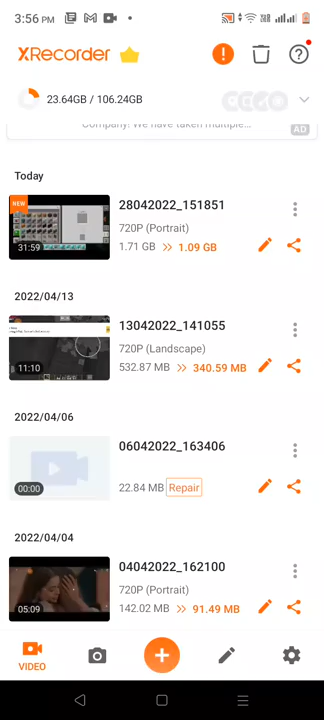 3:56 PM
XRecorder
23.64GB / 106.24GB
Company! We have taken multiple...
AD
Today
NEW
28042022_151851
720P (Portrait)
31:59
1.71 GB >> 1.09 GB
2022/04/13
13042022_141055
720P (Landscape)
11:10
532.87 MB >> 340.59 MB
2022/04/06
06042022_163406
00:00
22.84 MB Repair
2022/04/04
04042022_162100
720P (Portrait)
05:09
142.02 MB >> 91.49 MB
VIDEO